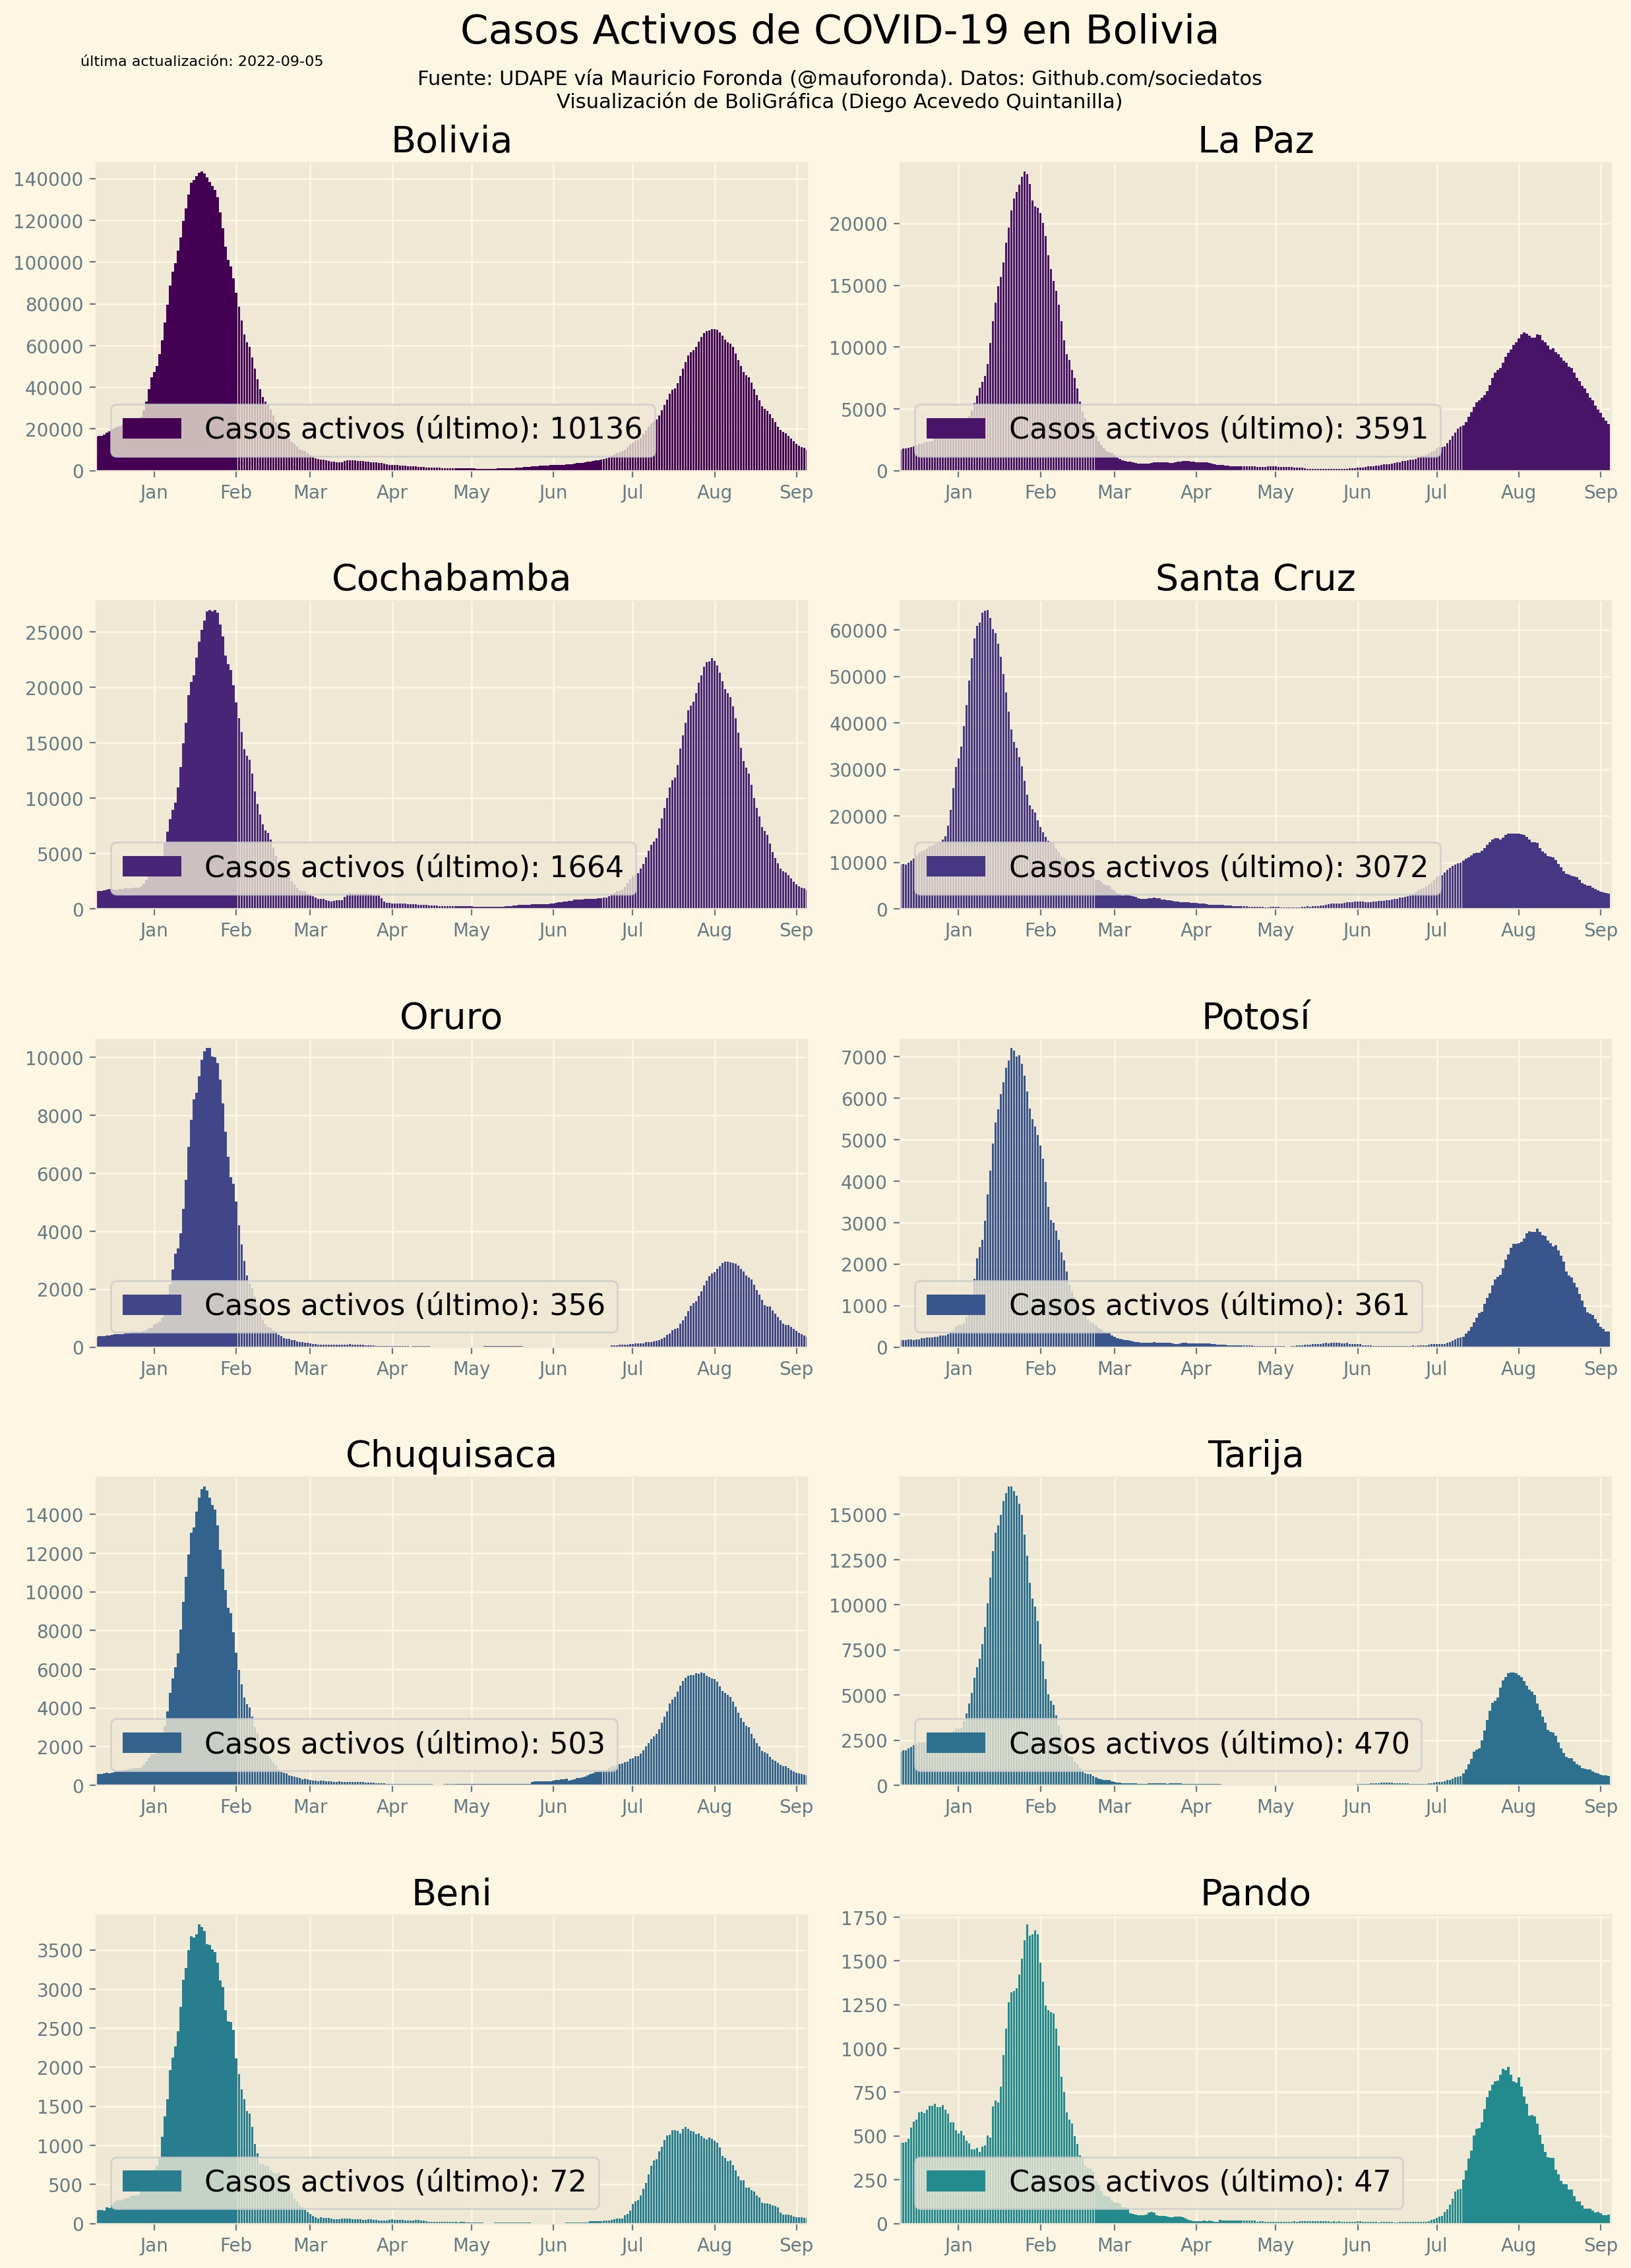 Casos Activos de COVID-19 en Bolivia
última actualización: 2022-09-05
Fuente: UDAPE vía Mauricio Foronda (@mauforonda). Datos: Github.com/sociedatos
Visualización de BoliGráfica (Diego Acevedo Quintanilla)
Bolivia
140000
120000
100000
80000
60000
40000
20000
0
Casos activos (último): 10136
Jan Feb Mar Apr May Jun Jul Aug Sep
La Paz
20000
15000
10000
5000
0
Casos activos (último): 3591
Jan Feb Mar Apr May Jun Jul Aug Sep
Cochabamba
25000
20000
15000
10000
5000
0
Casos activos (último): 1664
Jan Feb Mar Apr May Jun Jul Aug Sep
Santa Cruz
60000
50000
40000
30000
20000
10000
0
Casos activos (último): 3072
Jan Feb Mar Apr May Jun Jul Aug Sep
Oruro
10000
8000
6000
4000
2000
0
Casos activos (último): 356
Jan Feb Mar Apr May Jun Jul Aug Sep
Potosí
7000
6000
5000
4000
3000
2000
1000
0
Casos activos (último): 361
Jan Feb Mar Apr May Jun Jul Aug Sep
Chuquisaca
14000
12000
10000
8000
6000
4000
2000
0
Casos activos (último): 503
Jan Feb Mar Apr May Jun Jul Aug Sep
Tarija
15000
12500
10000
7500
5000
2500
0
Casos activos (último): 470
Jan Feb Mar Apr May Jun Jul Aug Sep
Beni
3500
3000
2500
2000
1500
1000
500
0
Casos activos (último): 72
Jan Feb Mar Apr May Jun Jul Aug Sep
Pando
1750
1500
1250
1000
750
500
250
0
Casos activos (último): 47
Jan Feb Mar Apr May Jun Jul Aug Sep